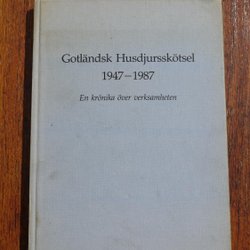 Gotländsk Husdjursskötsel
1947–1987
En krönika över verksamheten